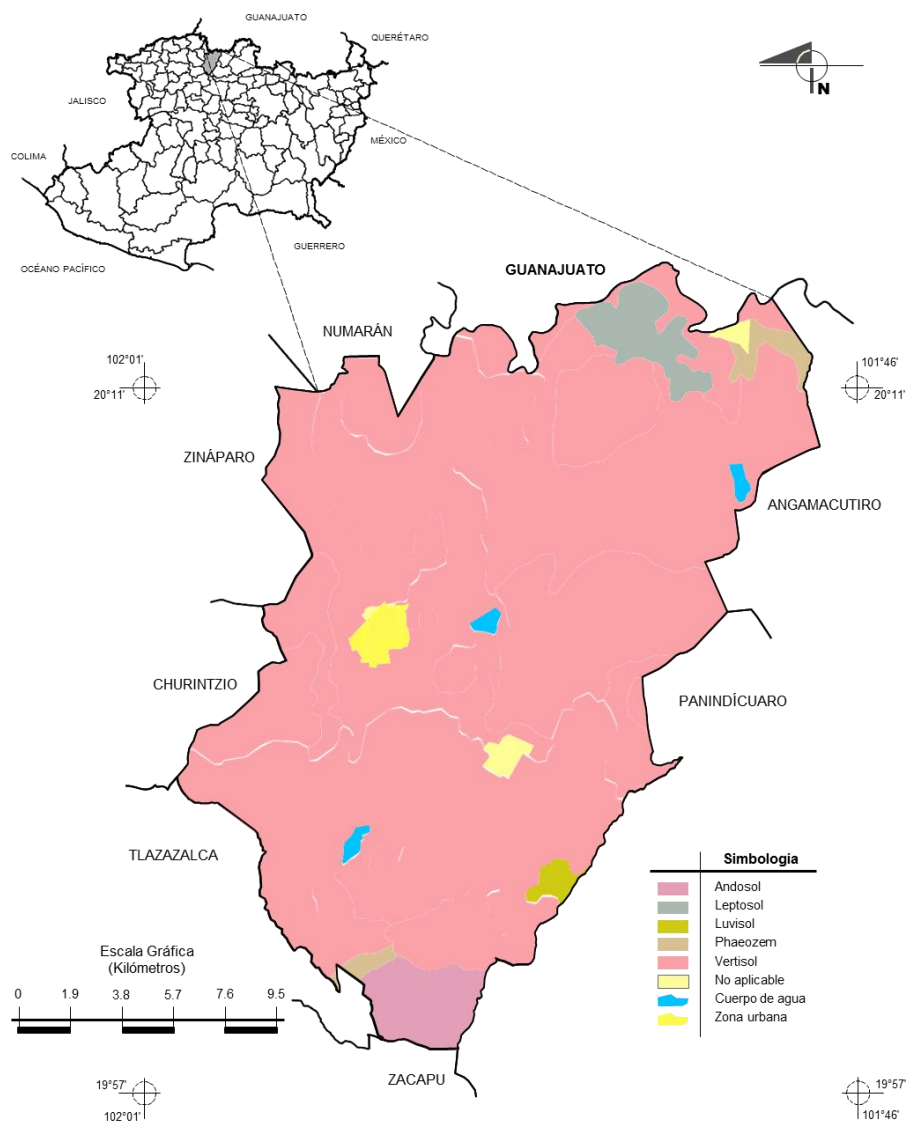 GUANAJUATO
QUERÉTARO
JALISCO
MÉXICO
COLIMA
GUERRERO
OCÉANO PACÍFICO
N
GUANAJUATO
NUMARÁN
102°01'
20°11'
101°46'
20°11'
ZINÁPARO
ANGAMACUTIRO
CHURINTZIO
PANINDÍCUARO
TLAZAZALCA
Simbología
Andosol
Leptosol
Luvisol
Phaeozem
Vertisol
No aplicable
Cuerpo de agua
Zona urbana
Escala Gráfica
(Kilómetros)
0 1.9 3.8 5.7 7.6 9.5
ZACAPU
19°57'
102°01'
19°57'
101°46'